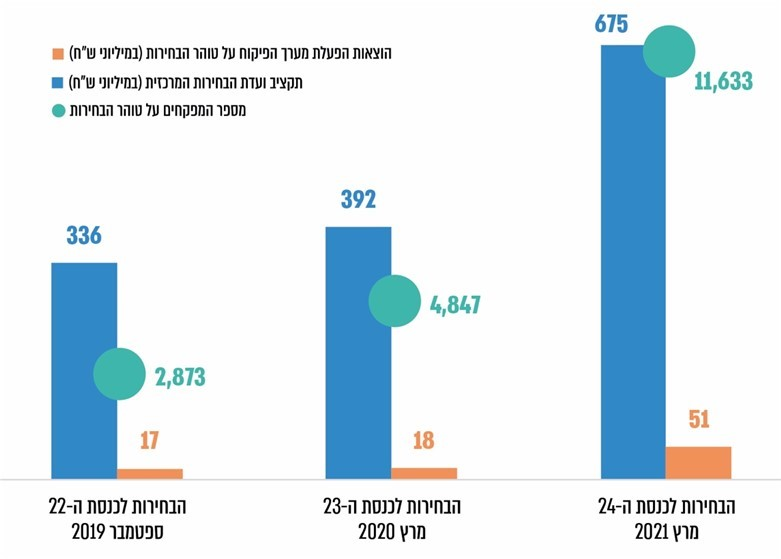 הוצאות הפעלת מערך הפיקוח על טוהר הבחירות (במיליוני ש"ח)
תקציב ועדת הבחירות המרכזית (במיליוני ש"ח)
מספר המפקחים על טוהר הבחירות
675
11,633
51
392
4,847
18
336
2,873
17
הבחירות לכנסת ה-24
מרץ 2021
הבחירות לכנסת ה-23
מרץ 2020
הבחירות לכנסת ה-22
ספטמבר 2019